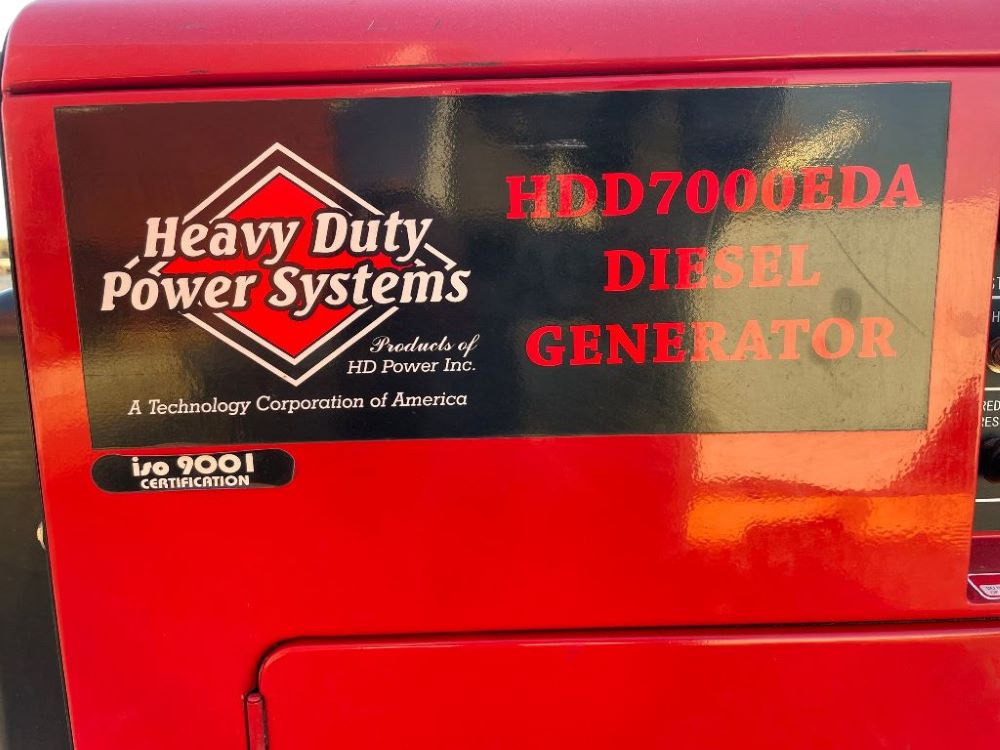 Heavy Duty
Power Systems
Products of
HD Power Inc.
A Technology Corporation of America
HDD7000EDA
DIESEL
GENERATOR
iso 9001
CERTIFICATION